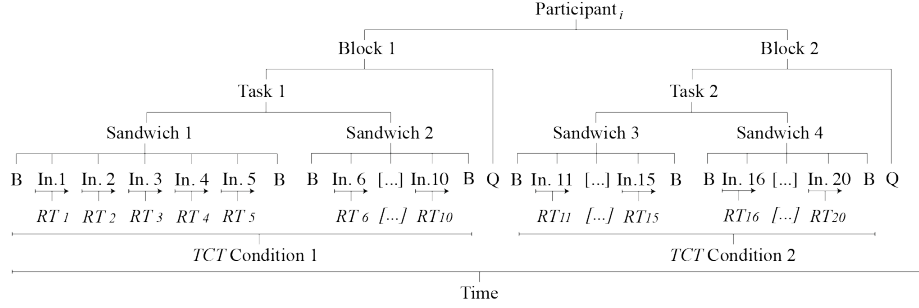 Participant i
Block 1 Block 2
Task 1 Task 2
Sandwich 1 Sandwich 2 Sandwich 3 Sandwich 4
B In.1 In. 2 In. 3 In. 4 In. 5 B B In. 6 [...] In.10 B Q B In. 11 [...] In.15 B B In. 16 [...] In. 20 B Q
RT 1 RT 2 RT 3 RT 4 RT 5 RT 6 [...] RT10 RT11 [...] RT15 RT16 [...] RT20
TCT Condition 1 TCT Condition 2
Time